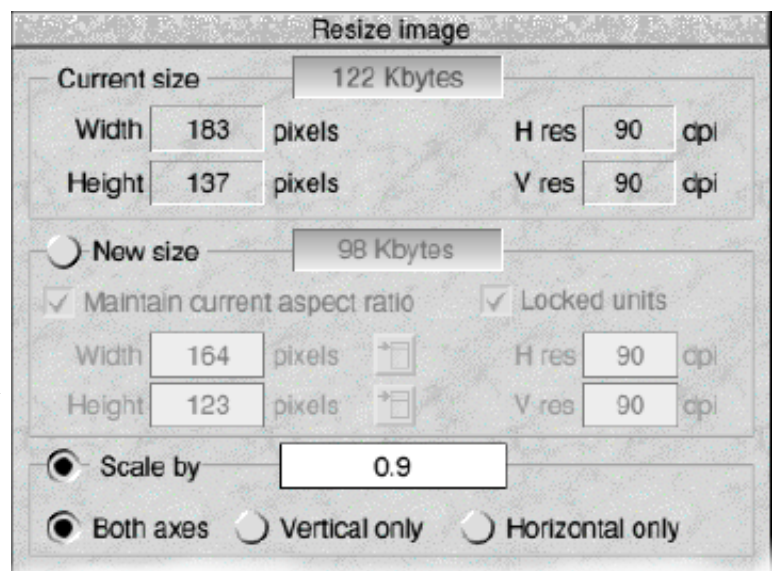 Resize image
Current size 122 Kbytes
Width 183 pixels H res 90 dpi
Height 137 pixels V res 90 dpi
New size 98 Kbytes
Maintain current aspect ratio Locked units
Width 164 pixels H res 90 dpi
Height 123 pixels V res 90 dpi
Scale by 0.9
Both axes Vertical only Horizontal only